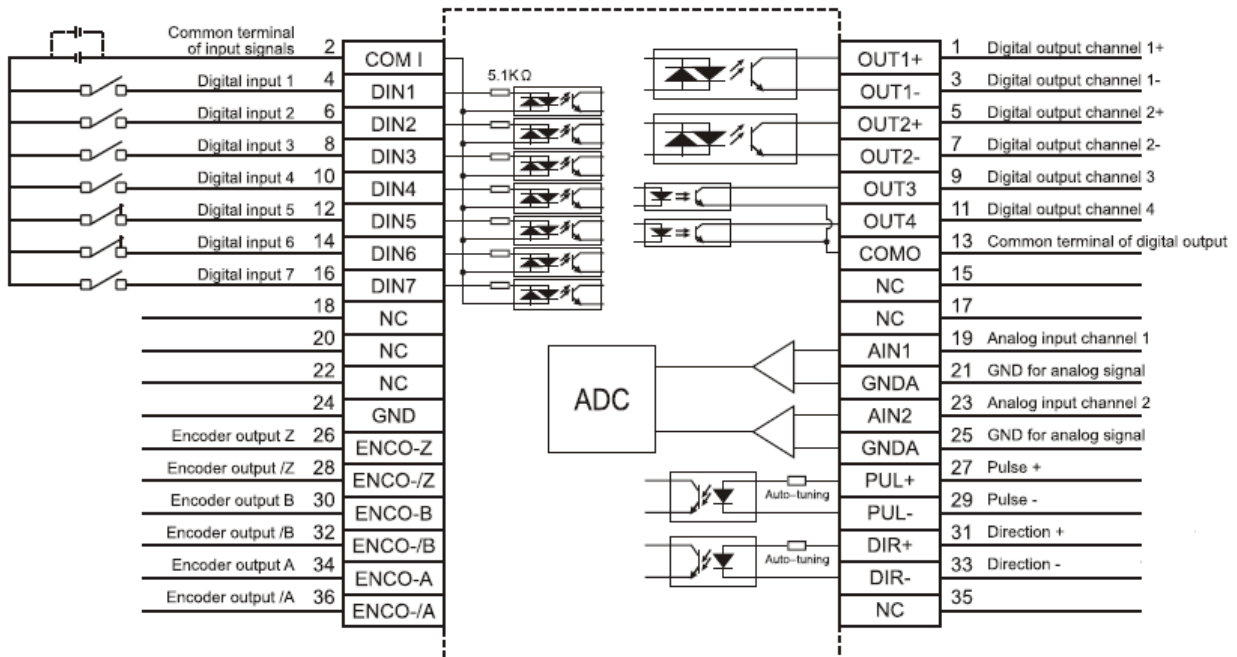 Common terminal
of input signals 2 COM I
Digital input 1 4 DIN1
Digital input 2 6 DIN2
Digital input 3 8 DIN3
Digital input 4 10 DIN4
Digital input 5 12 DIN5
Digital input 6 14 DIN6
Digital input 7 16 DIN7
18 NC
20 NC
22 NC
24 GND
Encoder output Z 26 ENCO-Z
Encoder output /Z 28 ENCO-/Z
Encoder output B 30 ENCO-B
Encoder output /B 32 ENCO-/B
Encoder output A 34 ENCO-A
Encoder output /A 36 ENCO-/A
5.1KΩ
ADC
Auto-tuning
Auto-tuning
OUT1+ 1 Digital output channel 1+
OUT1- 3 Digital output channel 1-
OUT2+ 5 Digital output channel 2+
OUT2- 7 Digital output channel 2-
OUT3 9 Digital output channel 3
OUT4 11 Digital output channel 4
COMO 13 Common terminal of digital output
NC 15
NC 17
AIN1 19 Analog input channel 1
GNDA 21 GND for analog signal
AIN2 23 Analog input channel 2
GNDA 25 GND for analog signal
PUL+ 27 Pulse +
PUL- 29 Pulse -
DIR+ 31 Direction +
DIR- 33 Direction -
NC 35